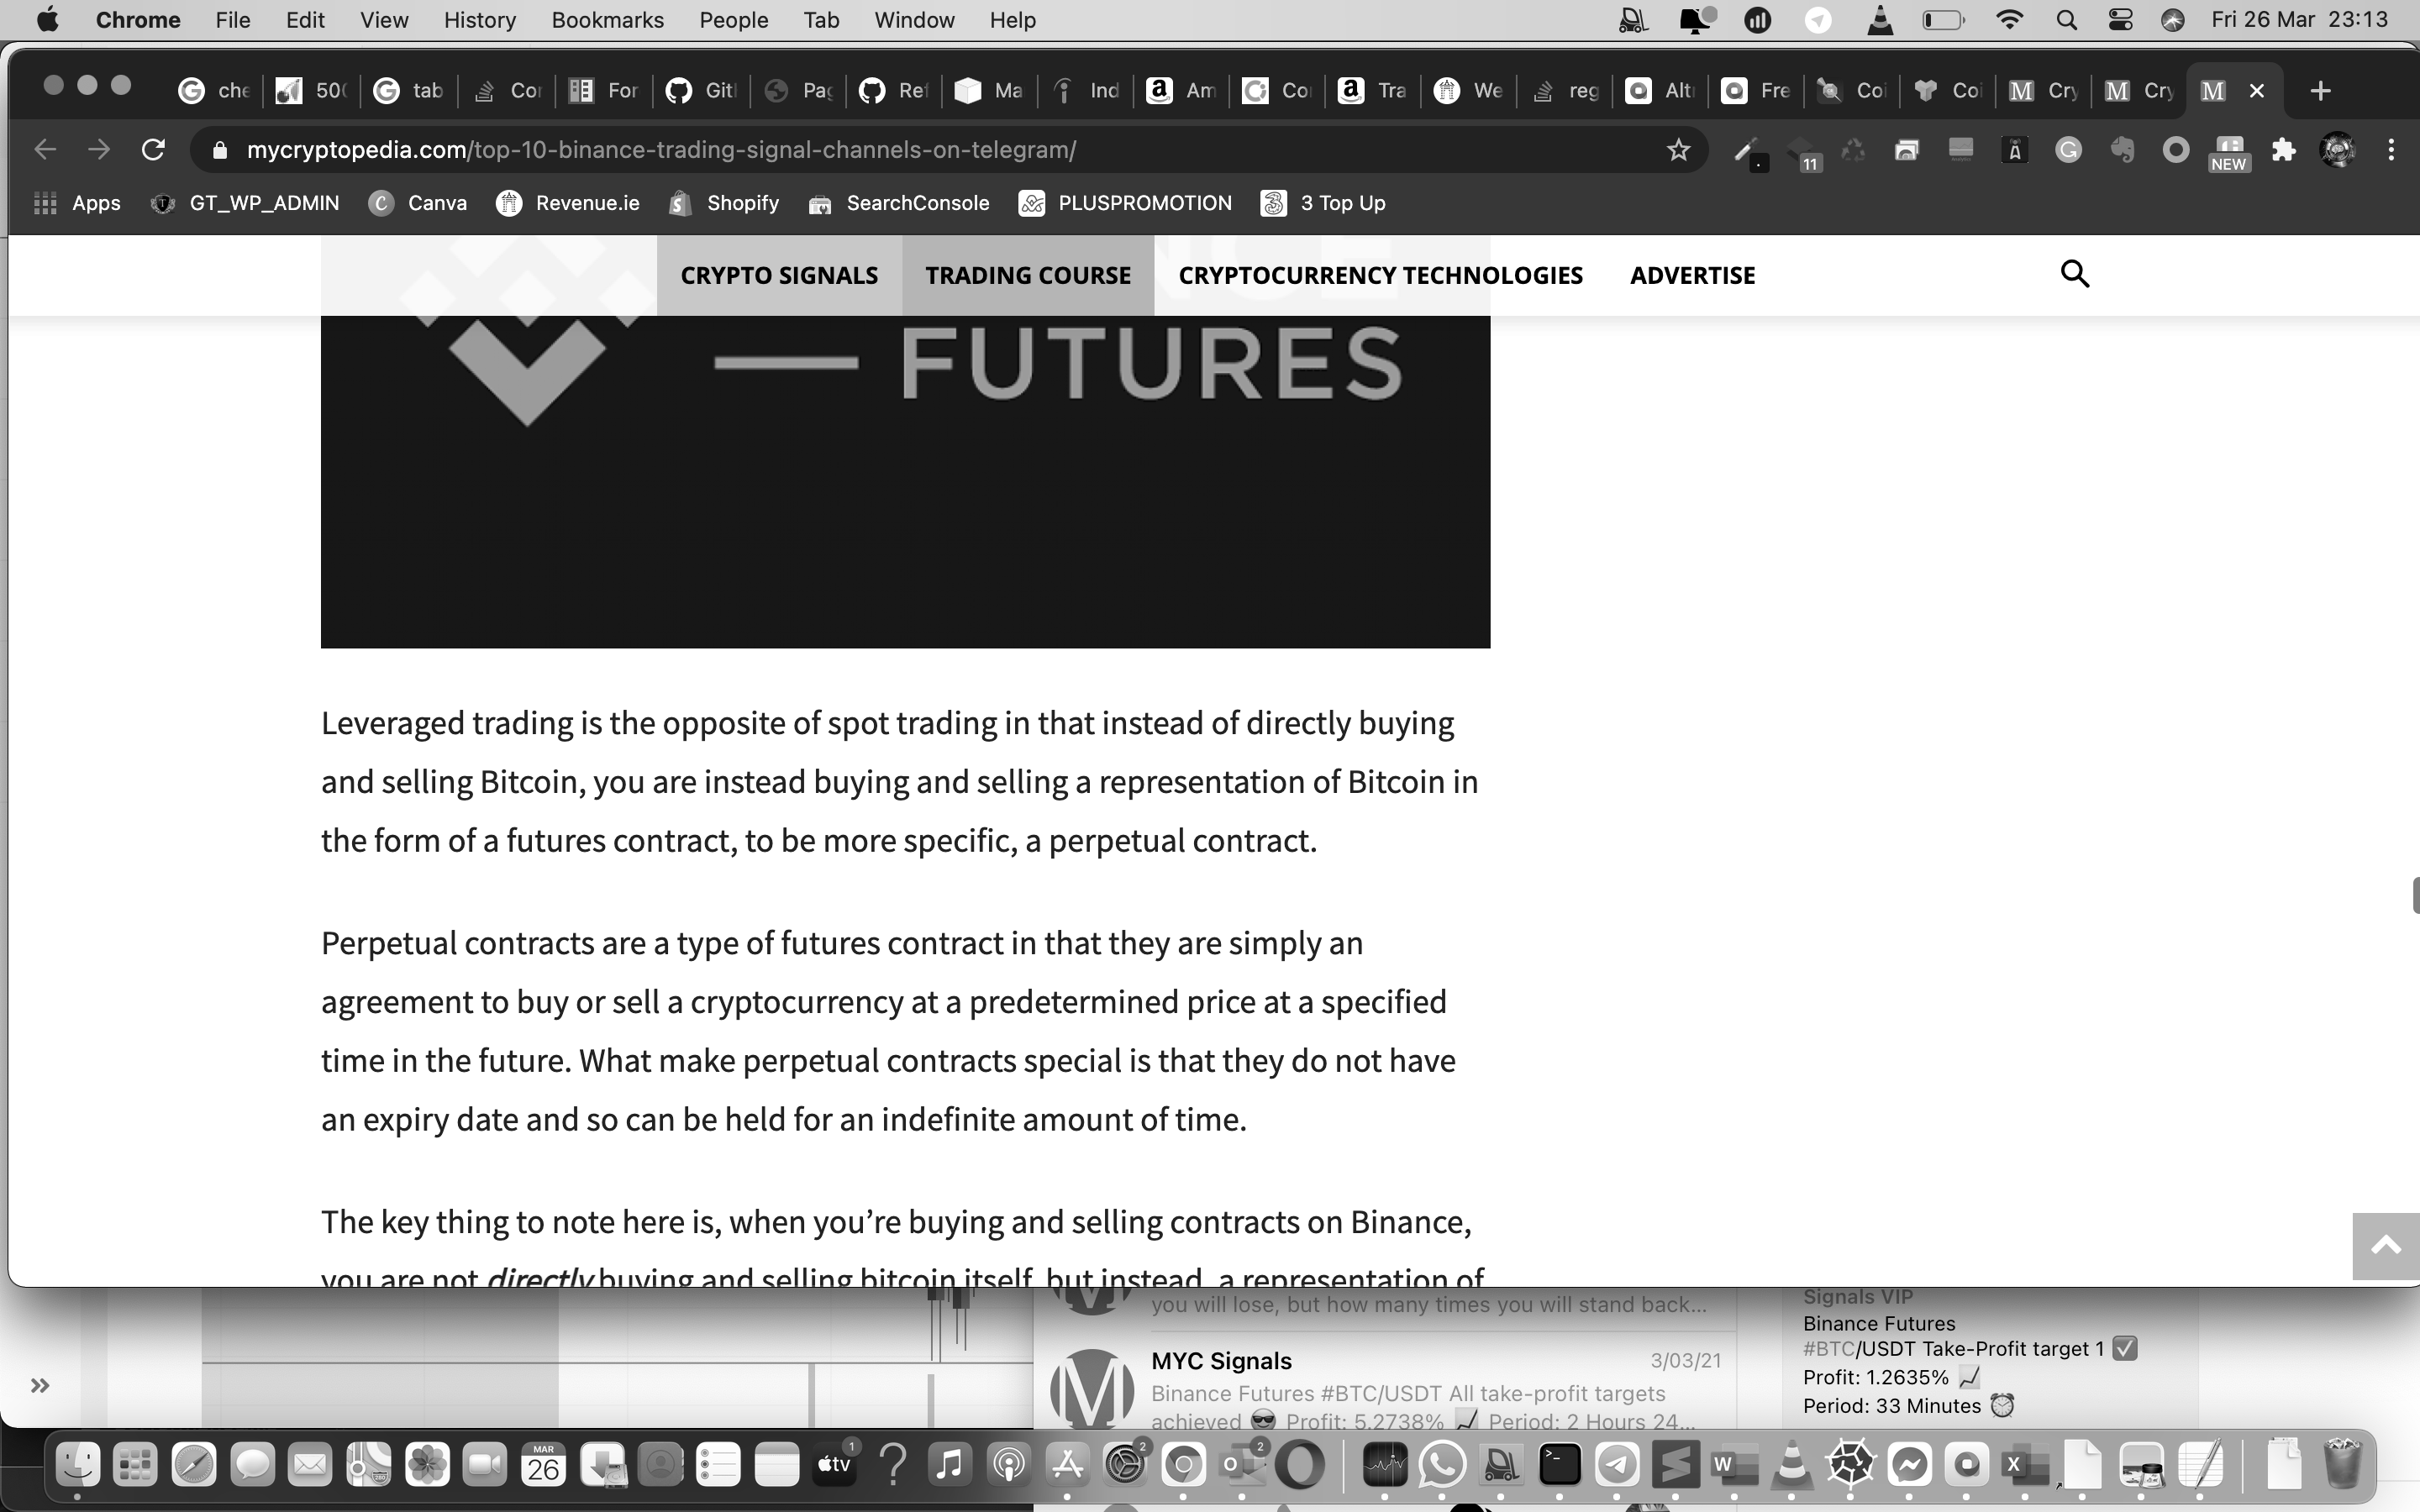 Chrome File Edit View History Bookmarks People Tab Window Help Fri 26 Mar 23:13
che 500 tab Cor For Git Pag Ref Ma Ind Am Co Tra We reg Alt Fre Coi Coi Cry Cry
mycryptopedia.com/top-10-binance-trading-signal-channels-on-telegram/ 11 NEW
Apps GT_WP_ADMIN Canva Revenue.ie Shopify SearchConsole PLUSPROMOTION 3 Top Up
CRYPTO SIGNALS TRADING COURSE CRYPTOCURRENCY TECHNOLOGIES ADVERTISE
FUTURES
Leveraged trading is the opposite of spot trading in that instead of directly buying
and selling Bitcoin, you are instead buying and selling a representation of Bitcoin in
the form of a futures contract, to be more specific, a perpetual contract.
Perpetual contracts are a type of futures contract in that they are simply an
agreement to buy or sell a cryptocurrency at a predetermined price at a specified
time in the future. What make perpetual contracts special is that they do not have
an expiry date and so can be held for an indefinite amount of time.
The key thing to note here is, when you’re buying and selling contracts on Binance,
you are not directly buying and selling bitcoin itself, but instead, a representation of
you will lose, but how many times you will stand back...
MYC Signals 3/03/21
Binance Futures #BTC/USDT All take-profit targets
achieved 😎 Profit: 5.2738% 📈 Period: 2 Hours 24...
Signals VIP
Binance Futures
#BTC/USDT Take-Profit target 1 ☑️
Profit: 1.2635% 📈
Period: 33 Minutes ⏰
MAR
26
tv 1
2
2